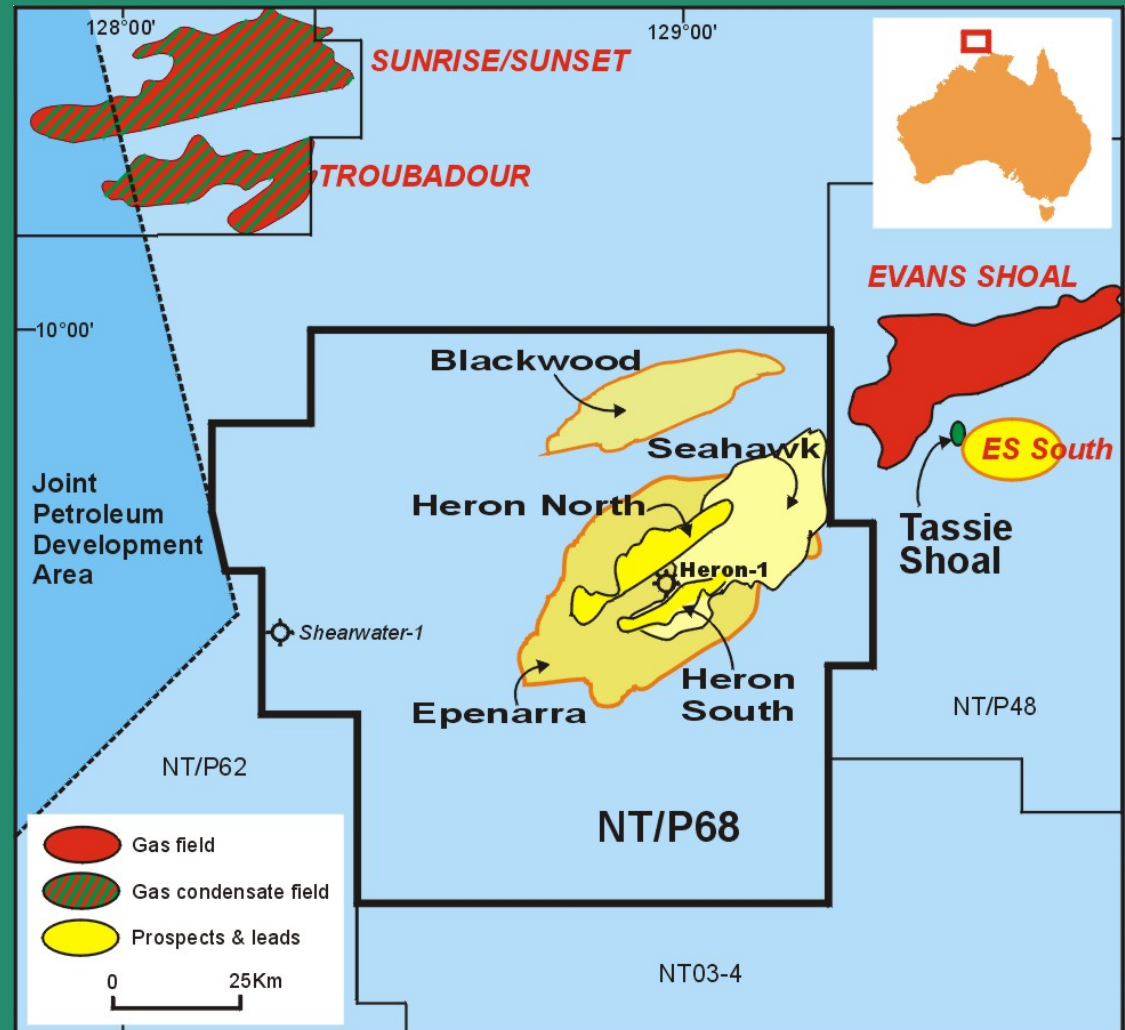 128°00'
129°00'
SUNRISE/SUNSET
TROUBADOUR
EVANS SHOAL
10°00'
Blackwood
Seahawk
ES South
Heron North
Joint
Petroleum
Development
Area
Tassie
Shoal
Heron-1
Shearwater-1
Heron
South
Epenarra
NT/P48
NT/P62
NT/P68
Gas field
Gas condensate field
Prospects & leads
0 25Km
NT03-4